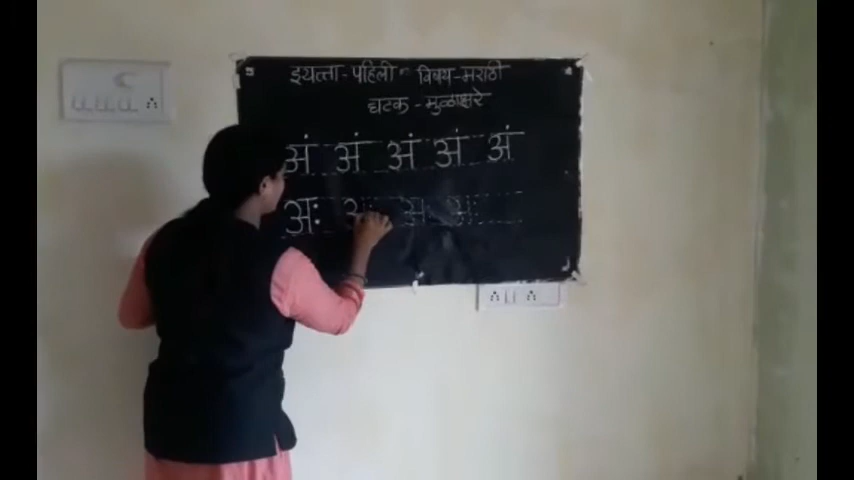 इयत्ता - पहिली विषय - मराठी
घटक - मुळाक्षरे
अं अं अं अं अं
अः अः अः अः